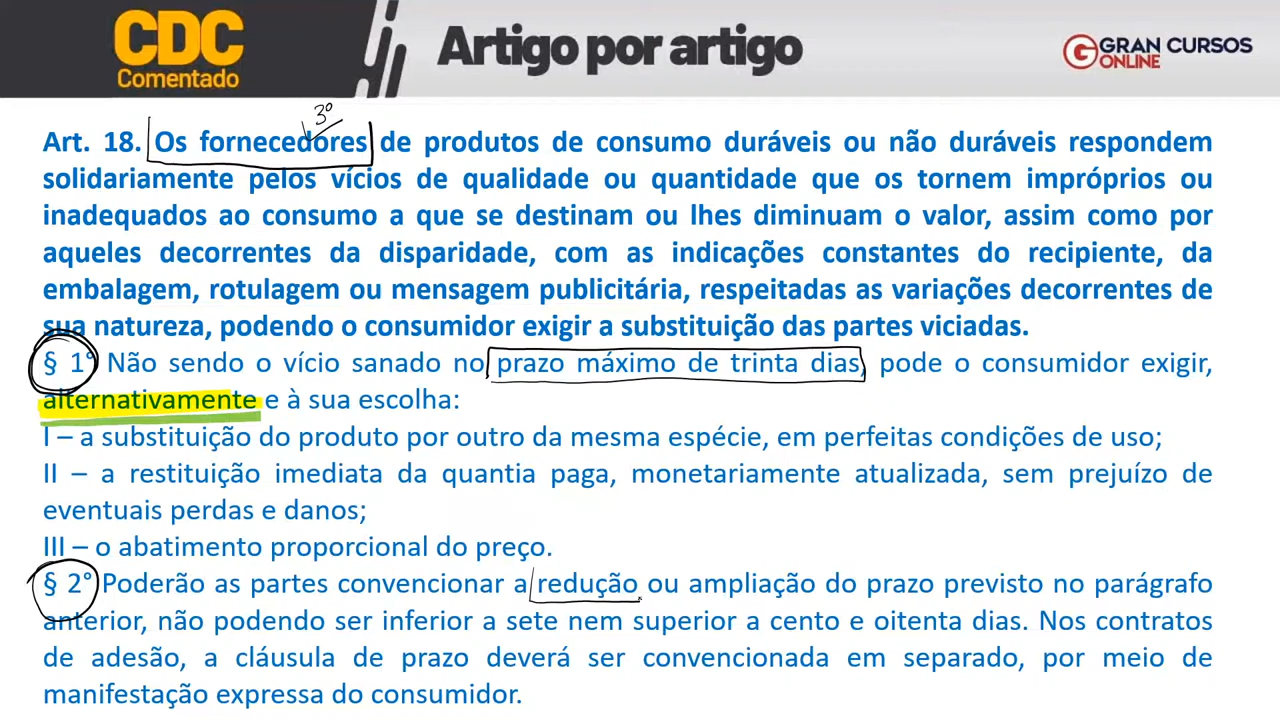 CDC
Comentado
Artigo por artigo
G GRAN CURSOS
ONLINE
3º
Art. 18. Os fornecedores de produtos de consumo duráveis ou não duráveis respondem
solidariamente pelos vícios de qualidade ou quantidade que os tornem impróprios ou
inadequados ao consumo a que se destinam ou lhes diminuam o valor, assim como por
aqueles decorrentes da disparidade, com as indicações constantes do recipiente, da
embalagem, rotulagem ou mensagem publicitária, respeitadas as variações decorrentes de
sua natureza, podendo o consumidor exigir a substituição das partes viciadas.
§ 1° Não sendo o vício sanado no prazo máximo de trinta dias, pode o consumidor exigir,
alternativamente e à sua escolha:
I – a substituição do produto por outro da mesma espécie, em perfeitas condições de uso;
II – a restituição imediata da quantia paga, monetariamente atualizada, sem prejuízo de
eventuais perdas e danos;
III – o abatimento proporcional do preço.
§ 2° Poderão as partes convencionar a redução ou ampliação do prazo previsto no parágrafo
anterior, não podendo ser inferior a sete nem superior a cento e oitenta dias. Nos contratos
de adesão, a cláusula de prazo deverá ser convencionada em separado, por meio de
manifestação expressa do consumidor.